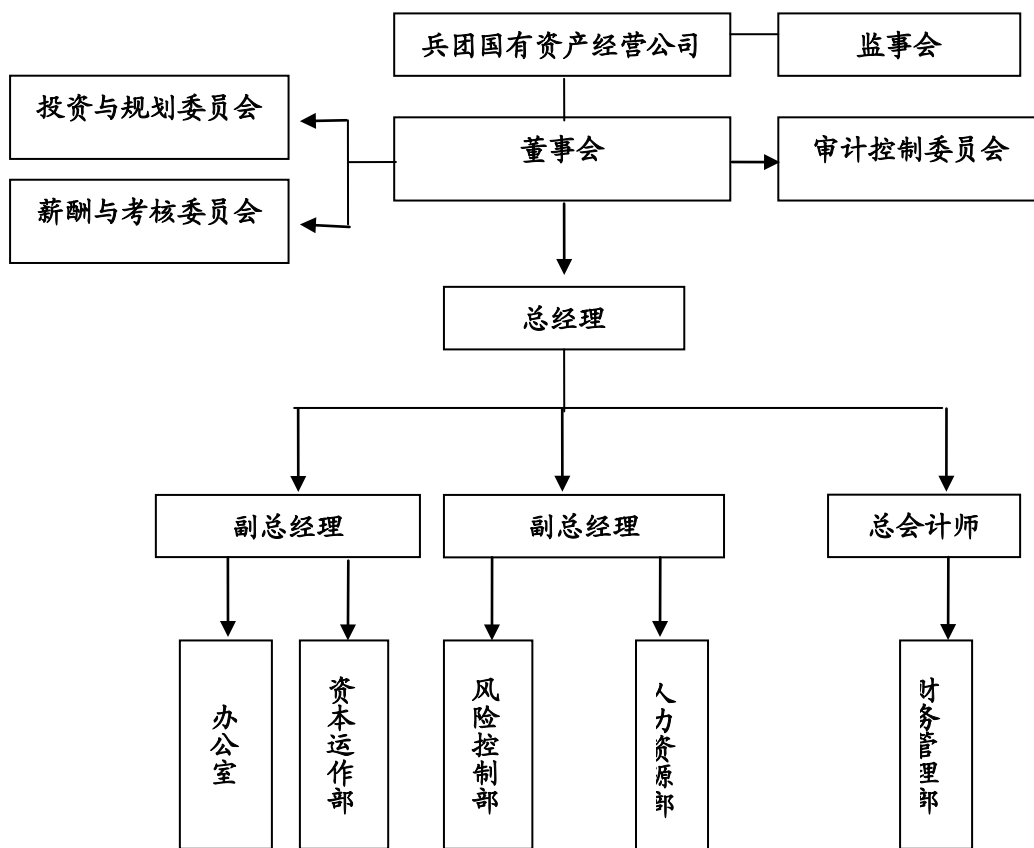 兵团国有资产经营公司
监事会
投资与规划委员会
董事会
审计控制委员会
薪酬与考核委员会
总经理
副总经理
副总经理
总会计师
办公室
资本运作部
风险控制部
人力资源部
财务管理部